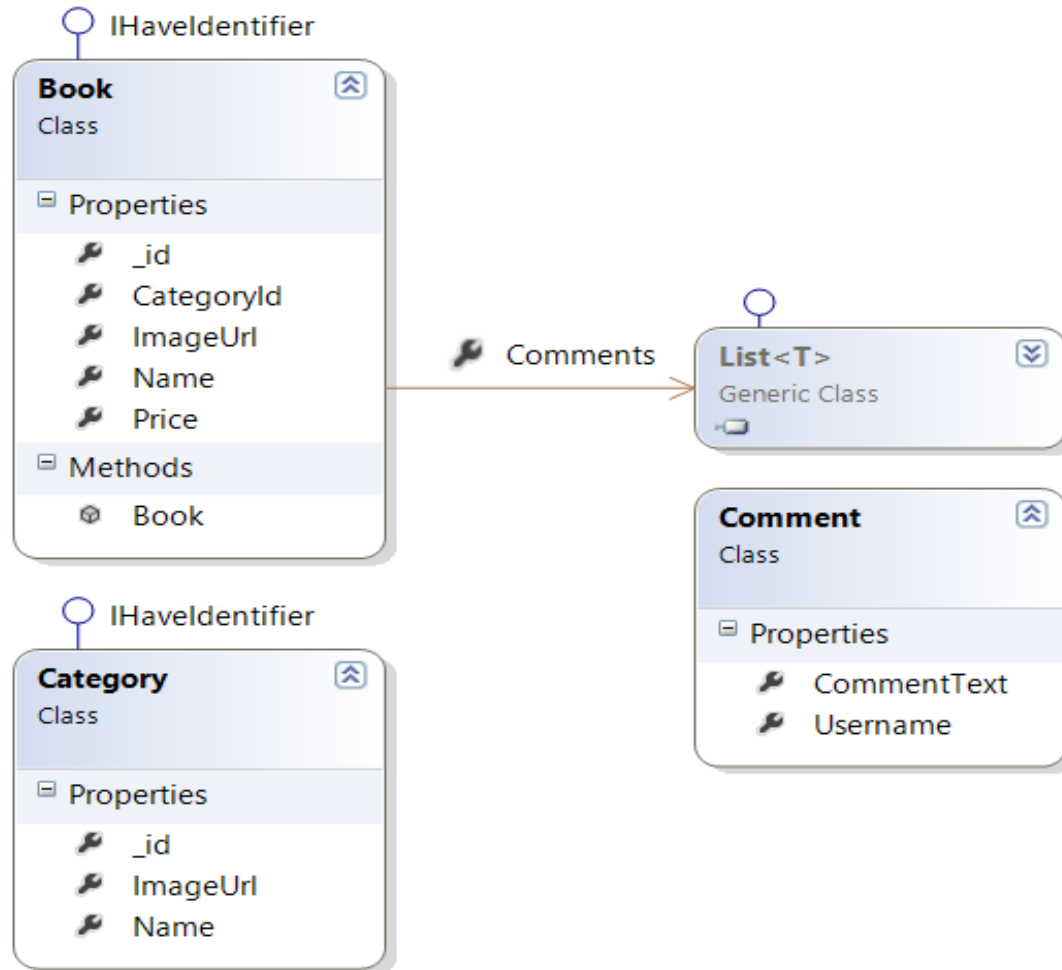 IHaveIdentifier
Book
Class
Properties
_id
CategoryId
ImageUrl
Name
Price
Methods
Book
Comments
List<T>
Generic Class
Comment
Class
Properties
CommentText
Username
IHaveIdentifier
Category
Class
Properties
_id
ImageUrl
Name